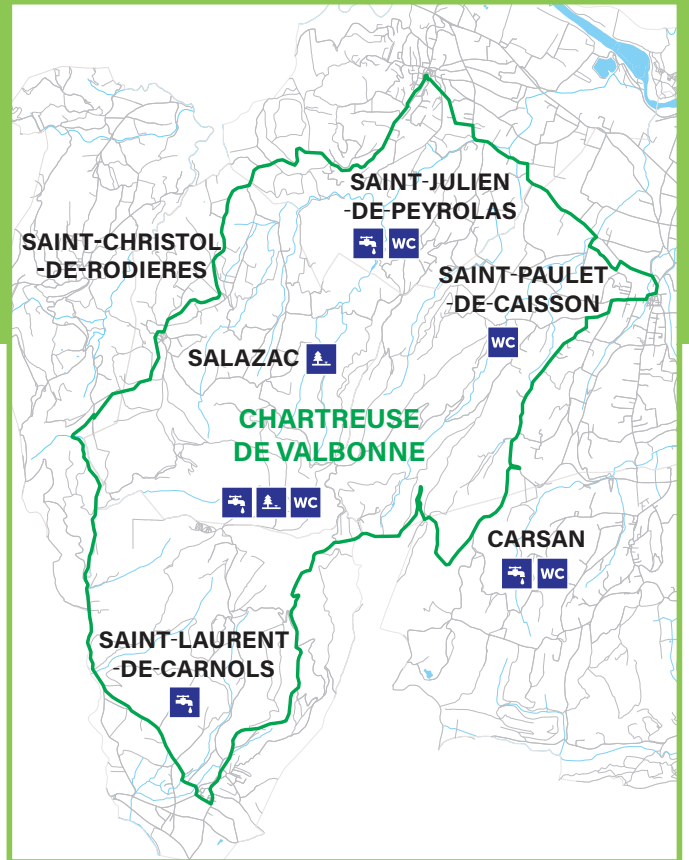 SAINT-JULIEN
-DE-PEYROLAS
WC
SAINT-CHRISTOL
-DE-RODIERES
SAINT-PAULET
-DE-CAISSON
WC
SALAZAC
CHARTREUSE
DE VALBONNE
WC
CARSAN
WC
SAINT-LAURENT
-DE-CARNOLS